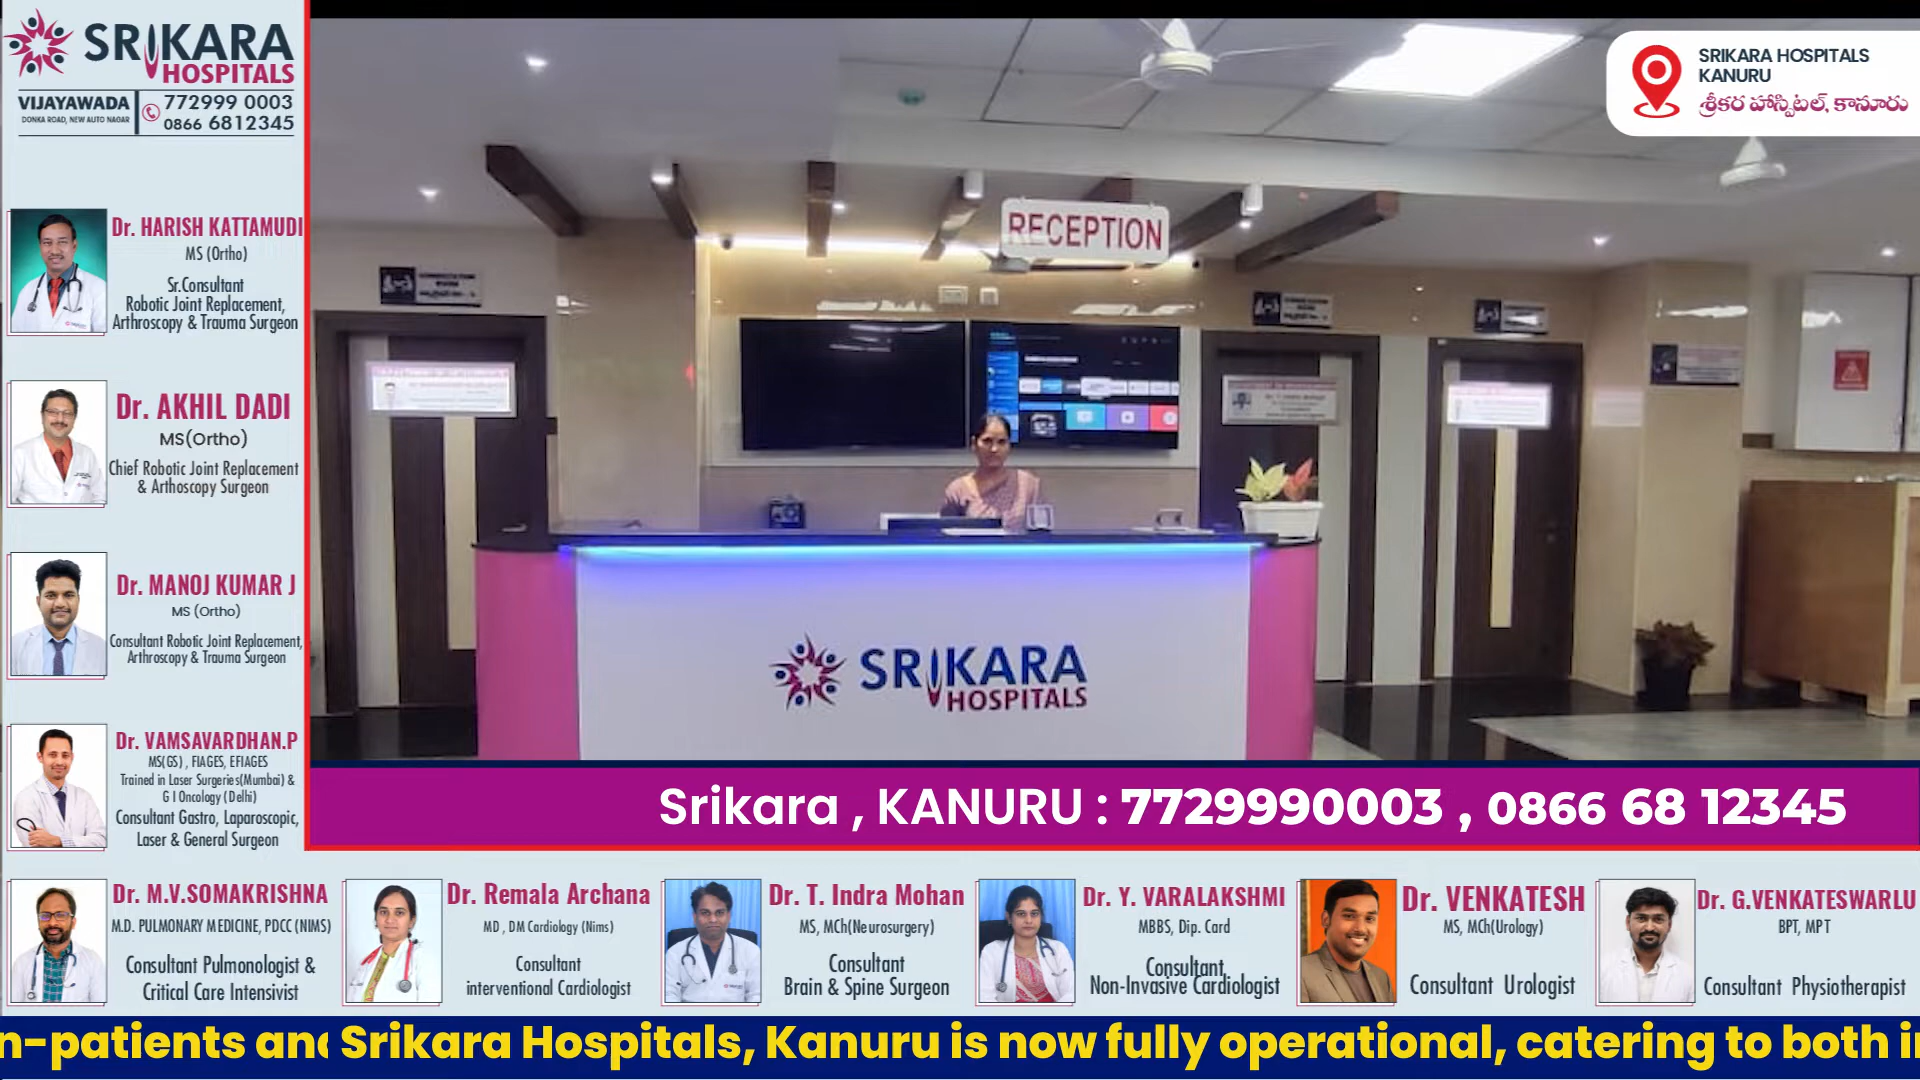 SRIKARA
HOSPITALS
VIJAYAWADA
DONKA ROAD, NEW AUTO NAGAR
772999 0003
0866 6812345
SRIKARA HOSPITALS
KANURU
శ్రీకర హాస్పిటల్, కానూరు
RECEPTION
SRIKARA
HOSPITALS
Dr. HARISH KATTAMUDI
MS (Ortho)
Sr.Consultant
Robotic Joint Replacement,
Arthroscopy & Trauma Surgeon
Dr. AKHIL DADI
MS(Ortho)
Chief Robotic Joint Replacement
& Arthoscopy Surgeon
Dr. MANOJ KUMAR J
MS (Ortho)
Consultant Robotic Joint Replacement,
Arthroscopy & Trauma Surgeon
Dr. VAMSAVARDHAN.P
MS(GS) , FIAGES, EFIAGES
Trained in Laser Surgeries(Mumbai) &
G I Oncology (Delhi)
Consultant Gastro, Laparoscopic,
Laser & General Surgeon
Srikara , KANURU : 7729990003 , 0866 68 12345
Dr. M.V.SOMAKRISHNA
M.D. PULMONARY MEDICINE, PDCC (NIMS)
Consultant Pulmonologist &
Critical Care Intensivist
Dr. Remala Archana
MD , DM Cardiology (Nims)
Consultant
interventional Cardiologist
Dr. T. Indra Mohan
MS, MCh(Neurosurgery)
Consultant
Brain & Spine Surgeon
Dr. Y. VARALAKSHMI
MBBS, Dip. Card
Consultant
Non-Invasive Cardiologist
Dr. VENKATESH
MS, MCh(Urology)
Consultant Urologist
Dr. G.VENKATESWARLU
BPT, MPT
Consultant Physiotherapist
n-patients and Srikara Hospitals, Kanuru is now fully operational, catering to both in